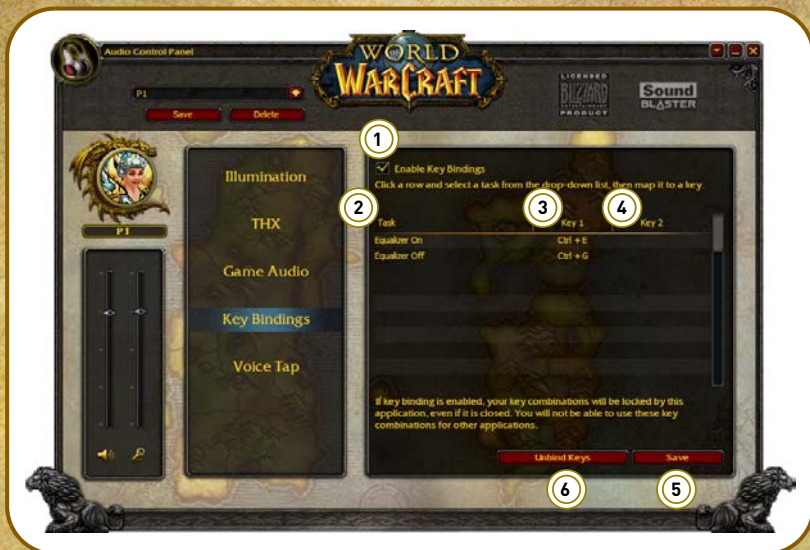 Audio Control Panel
WORLD
OF
WARCRAFT
P1
Save
Delete
LICENSED
BLIZZARD
ENTERTAINMENT
PRODUCT
Sound
BLASTER
P1
Illumination
THX
Game Audio
Key Bindings
Voice Tap
1
Enable Key Bindings
Click a row and select a task from the drop-down list, then map it to a key.
2
3
4
Task Key 1 Key 2
Equalizer On Ctrl + E
Equalizer Off Ctrl + G
If key binding is enabled, your key combinations will be locked by this
application, even if it is closed. You will not be able to use these key
combinations for other applications.
Unbind Keys
Save
6
5